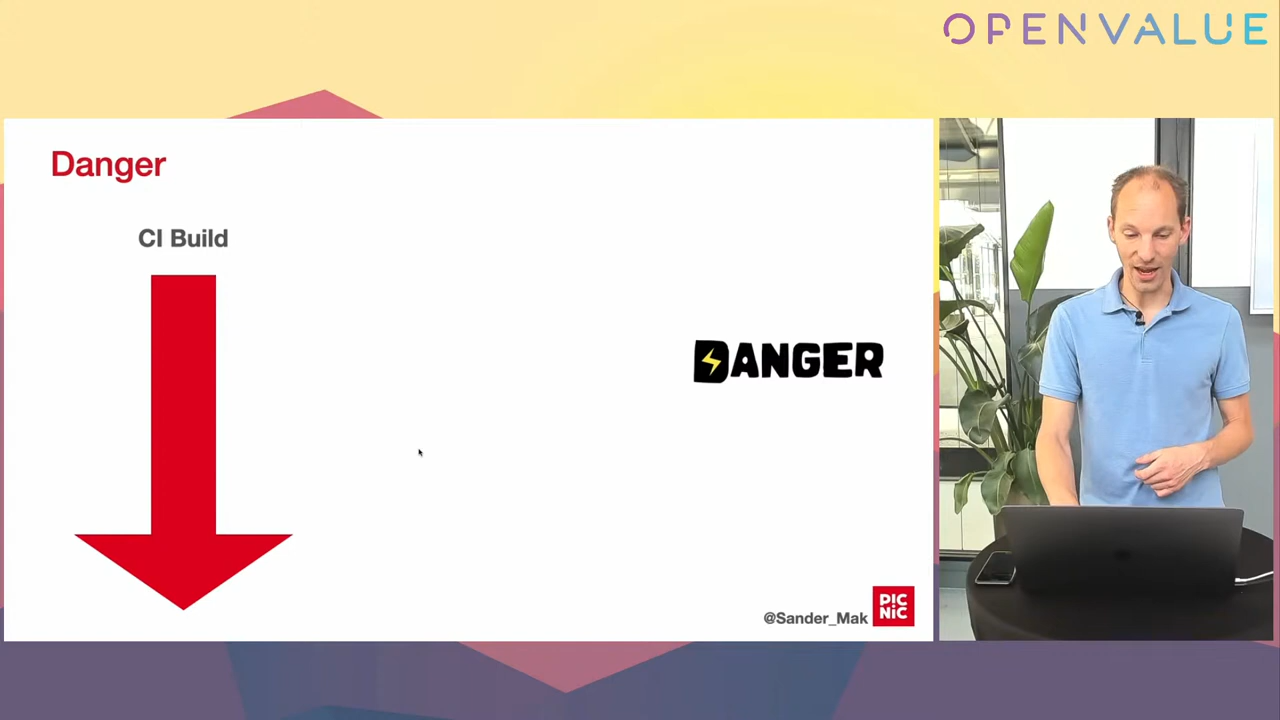 OPENVALUE
Danger
CI Build
DANGER
@Sander_Mak
PIC
NIC